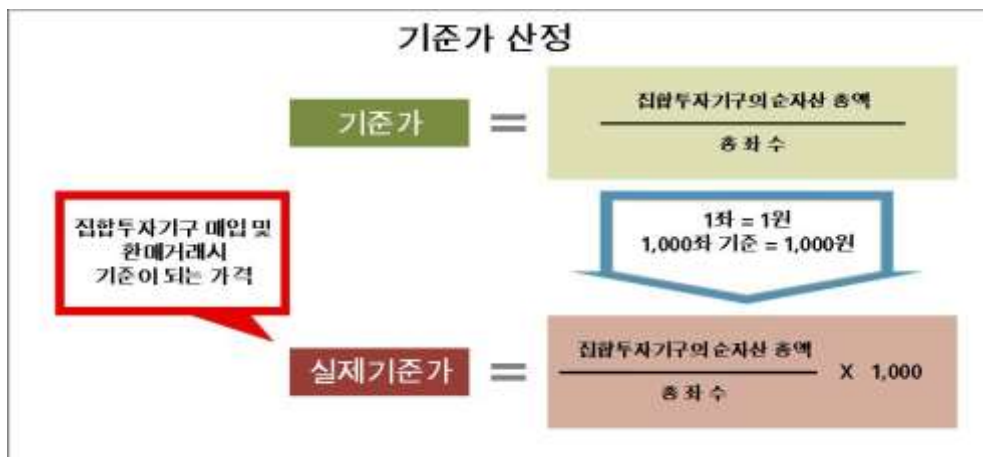 기준가 산정
기준가
=
집합투자기구의 순자산 총액
총 좌 수
집합투자기구 매입 및
환매거래시
기준이 되는 가격
1좌 = 1원
1,000좌 기준 = 1,000원
실제기준가
=
집합투자기구의 순자산 총액
총 좌 수
X 1,000